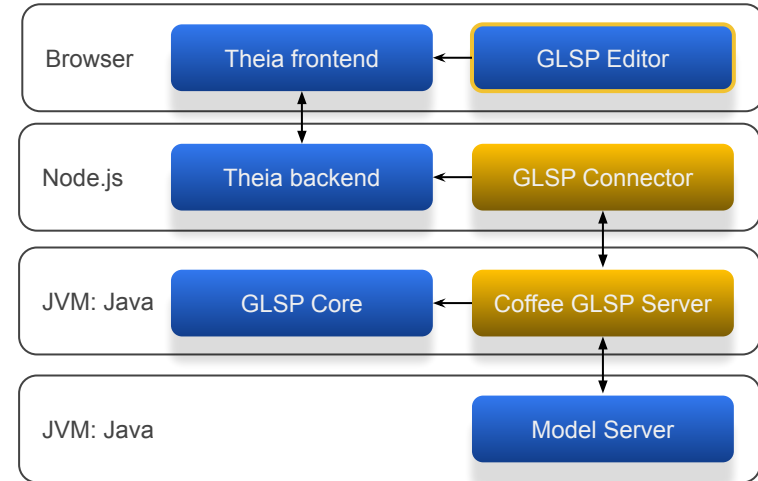 Browser
Theia frontend
GLSP Editor
Node.js
Theia backend
GLSP Connector
JVM: Java
GLSP Core
Coffee GLSP Server
JVM: Java
Model Server